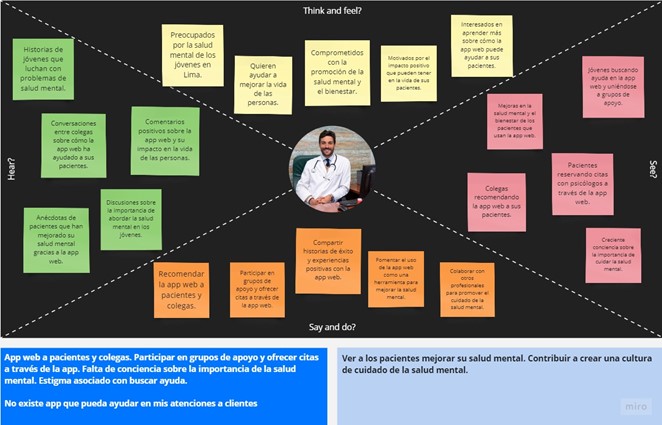 Think and feel?
Historias de
jóvenes que
luchan con
problemas de
salud mental.
Preocupados
por la salud
mental de los
jóvenes en
Lima.
Quieren
ayudar a
mejorar la vida
de las
personas.
Comprometidos
con la
promoción de la
salud mental y
el bienestar.
Motivados por el
impacto positivo
que pueden tener
en la vida de sus
pacientes.
Interesados en
aprender más
sobre cómo la
app web puede
ayudar a sus
pacientes.
Jóvenes buscando
ayuda en la app
web y uniéndose
a grupos de
apoyo.
Conversaciones
entre colegas
sobre cómo la
app web ha
ayudado a sus
pacientes.
Comentarios
positivos sobre la
app web y su
impacto en la vida
de las personas.
Mejoras en la
salud mental y el
bienestar de los
pacientes que
usan la app web.
Hear?
See?
Pacientes
reservando citas
con psicólogos a
través de la app
web.
Colegas
recomendando
la app web a sus
pacientes.
Anécdotas de
pacientes que han
mejorado su
salud mental
gracias a la app
web.
Discusiones sobre
la importancia de
abordar la salud
mental en los
jóvenes.
Creciente
conciencia sobre la
importancia de
cuidar la salud
mental.
Recomendar
la app web a
pacientes y
colegas.
Participar en
grupos de
apoyo y ofrecer
citas a través de
la app web.
Compartir
historias de éxito
y experiencias
positivas con la
app web.
Fomentar el uso
de la app web
como una
herramienta para
mejorar la salud
mental.
Colaborar con
otros
profesionales
para promover el
cuidado de la
salud mental.
Say and do?
App web a pacientes y colegas. Participar en grupos de apoyo y ofrecer citas
a través de la app. Falta de conciencia sobre la importancia de la salud
mental. Estigma asociado con buscar ayuda.
No existe app que pueda ayudar en mis atenciones a clientes
Ver a los pacientes mejorar su salud mental. Contribuir a crear una cultura
de cuidado de la salud mental.
miro